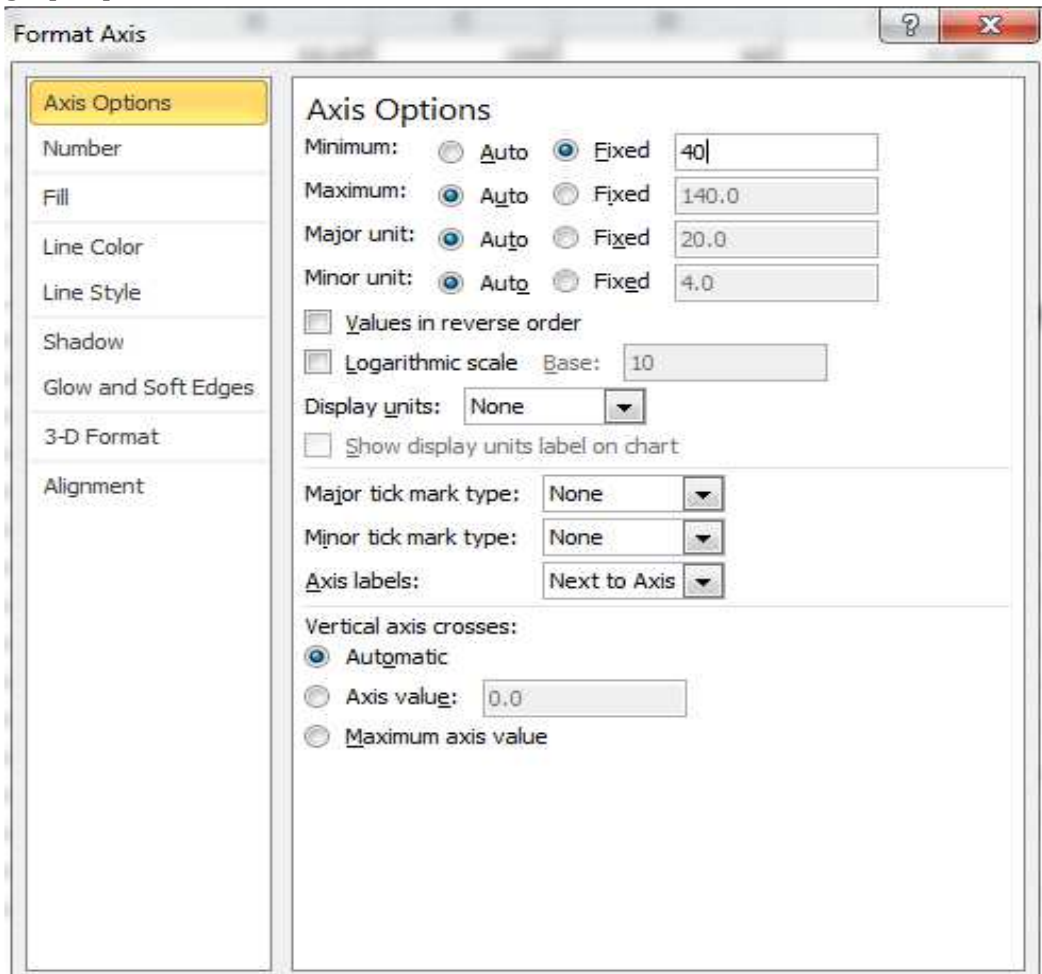 Format Axis
Axis Options
Number
Fill
Line Color
Line Style
Shadow
Glow and Soft Edges
3-D Format
Alignment
Axis Options
Minimum: Auto Fixed 40
Maximum: Auto Fixed 140.0
Major unit: Auto Fixed 20.0
Minor unit: Auto Fixed 4.0
Values in reverse order
Logarithmic scale Base: 10
Display units: None
Show display units label on chart
Major tick mark type: None
Minor tick mark type: None
Axis labels: Next to Axis
Vertical axis crosses:
Automatic
Axis value: 0.0
Maximum axis value